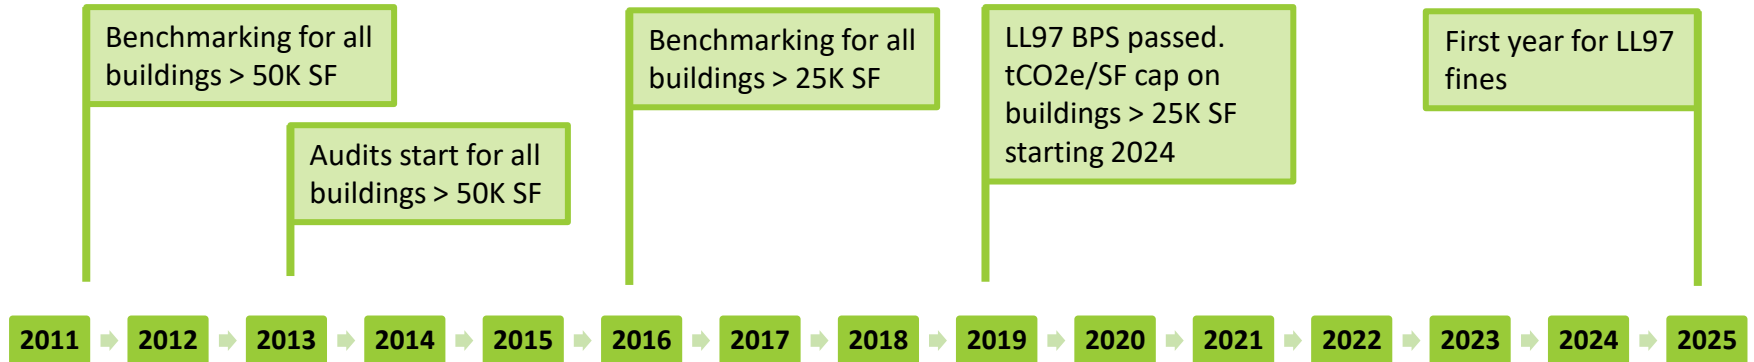 Benchmarking for all
buildings > 50K SF
Audits start for all
buildings > 50K SF
Benchmarking for all
buildings > 25K SF
LL97 BPS passed.
tCO2e/SF cap on
buildings > 25K SF
starting 2024
First year for LL97
fines
2011 2012 2013 2014 2015 2016 2017 2018 2019 2020 2021 2022 2023 2024 2025